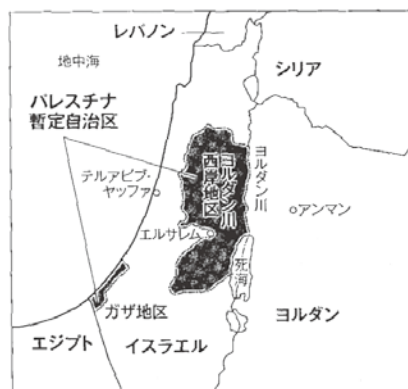 レバノン
地中海
シリア
パレスチナ
暫定自治区
テルアビブ・
ヤッファ
ヨルダン川
西岸地区
ヨルダン川
アンマン
エルサレム
死海
ガザ地区
ヨルダン
エジプト
イスラエル